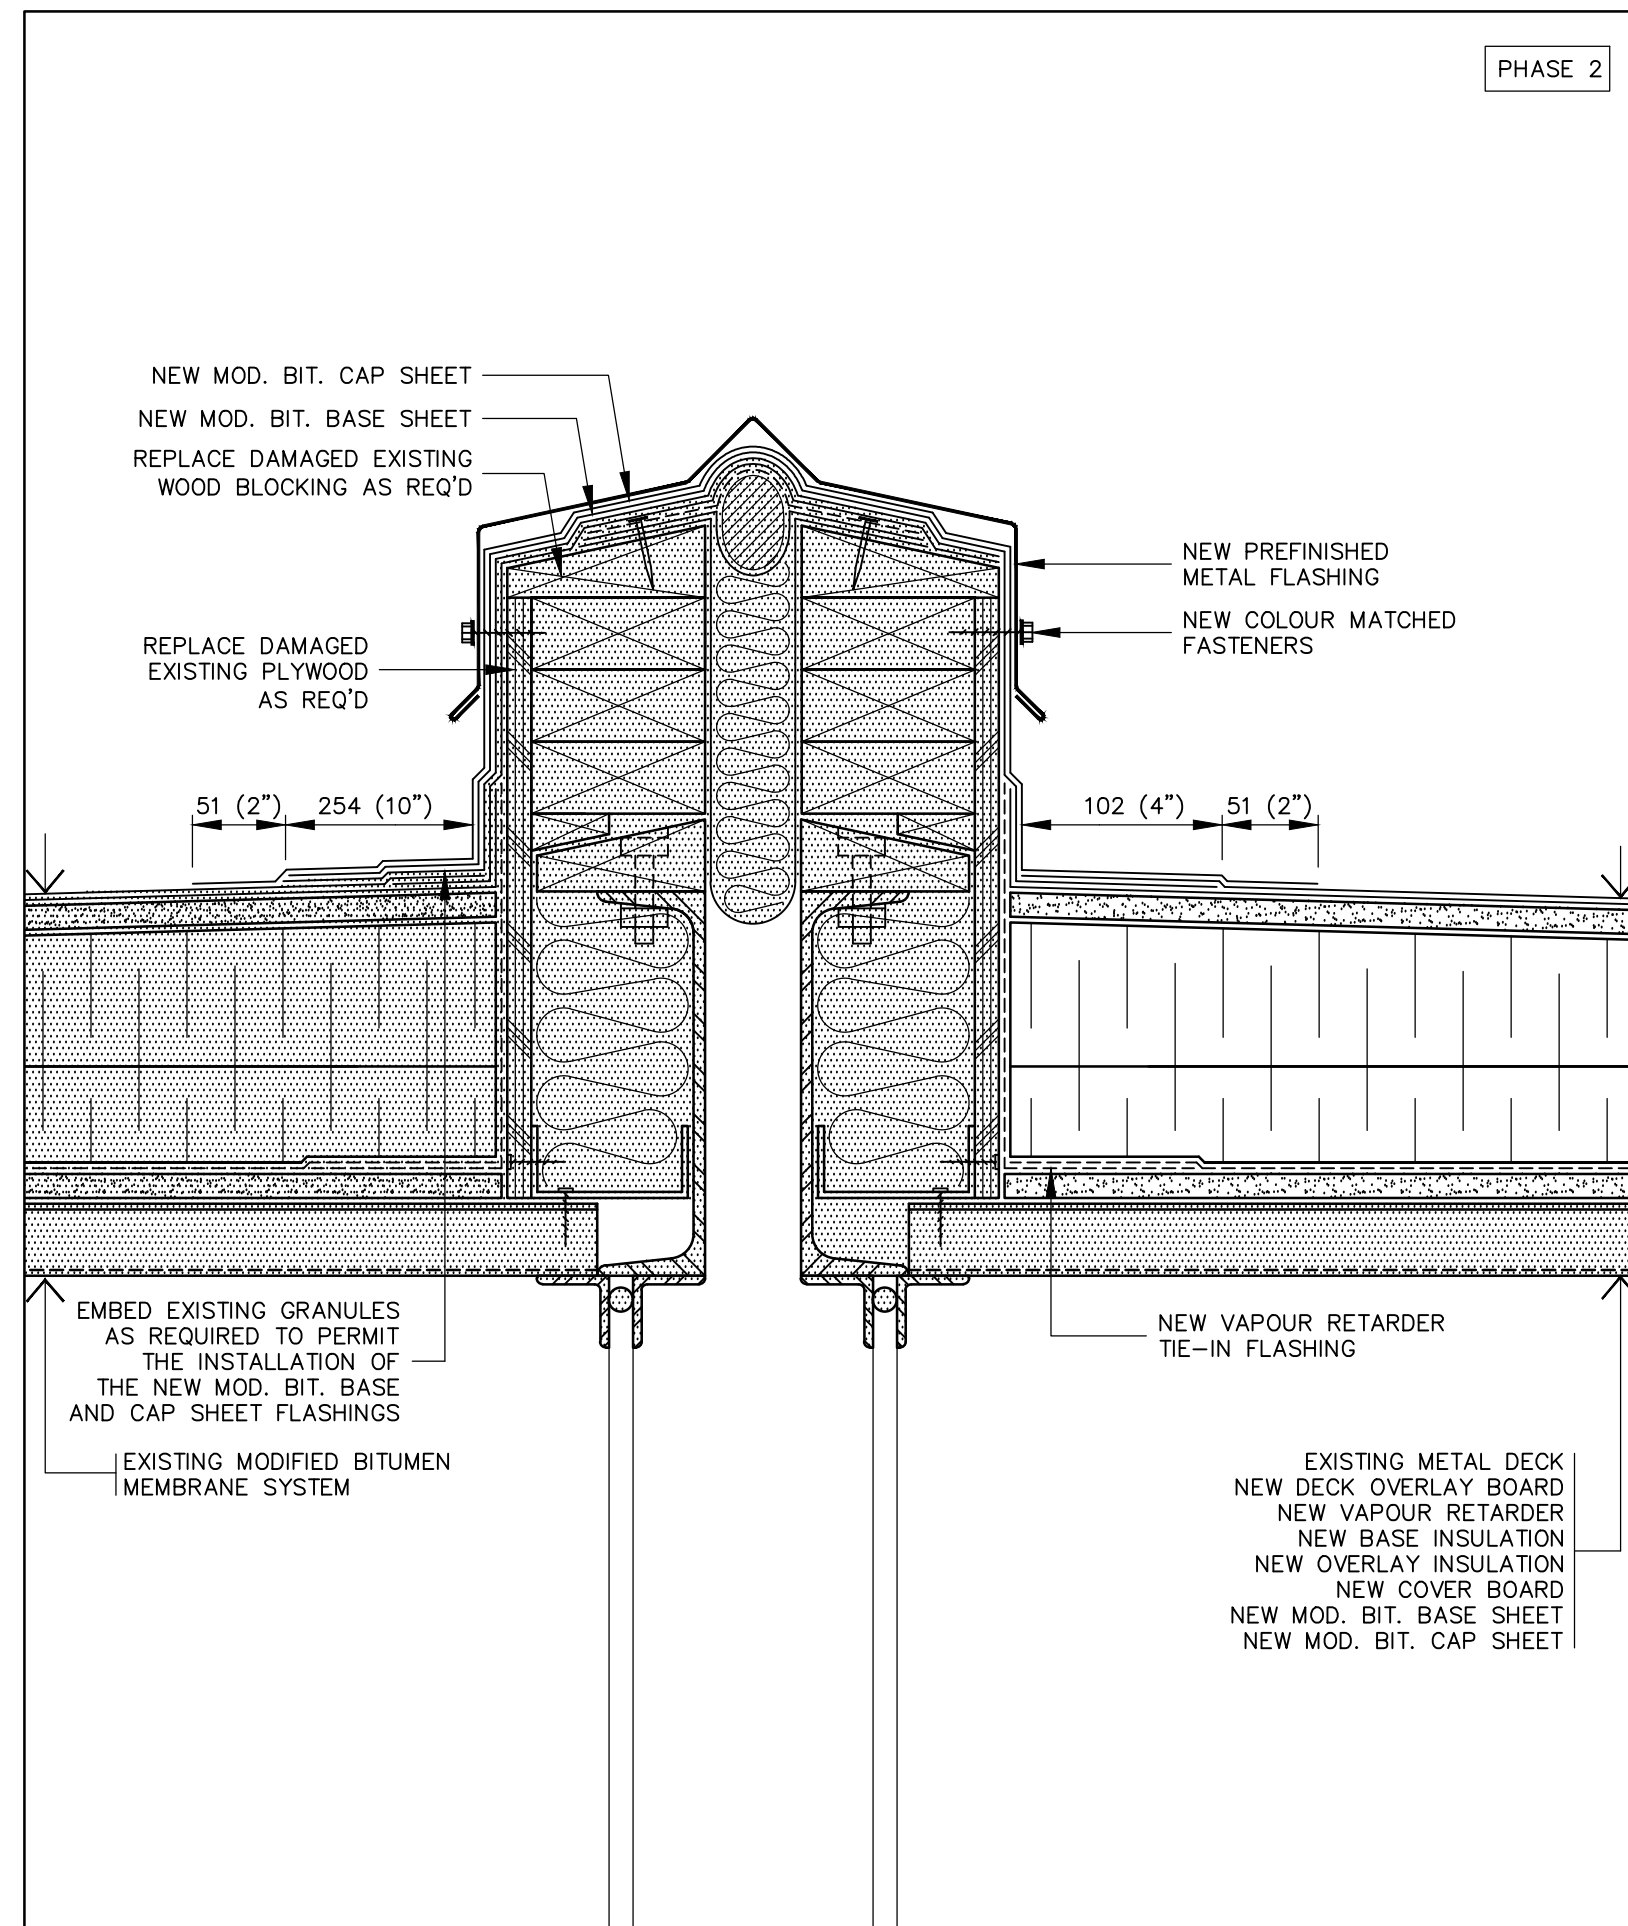 PHASE 2
NEW MOD. BIT. CAP SHEET
NEW MOD. BIT. BASE SHEET
REPLACE DAMAGED EXISTING
WOOD BLOCKING AS REQ'D
NEW PREFINISHED
METAL FLASHING
NEW COLOUR MATCHED
FASTENERS
REPLACE DAMAGED
EXISTING PLYWOOD
AS REQ'D
51 (2”) 254 (10”)
102 (4”) 51 (2”)
EMBED EXISTING GRANULES
AS REQUIRED TO PERMIT
THE INSTALLATION OF
THE NEW MOD. BIT. BASE
AND CAP SHEET FLASHINGS
NEW VAPOUR RETARDER
TIE-IN FLASHING
EXISTING MODIFIED BITUMEN
MEMBRANE SYSTEM
EXISTING METAL DECK
NEW DECK OVERLAY BOARD
NEW VAPOUR RETARDER
NEW BASE INSULATION
NEW OVERLAY INSULATION
NEW COVER BOARD
NEW MOD. BIT. BASE SHEET
NEW MOD. BIT. CAP SHEET